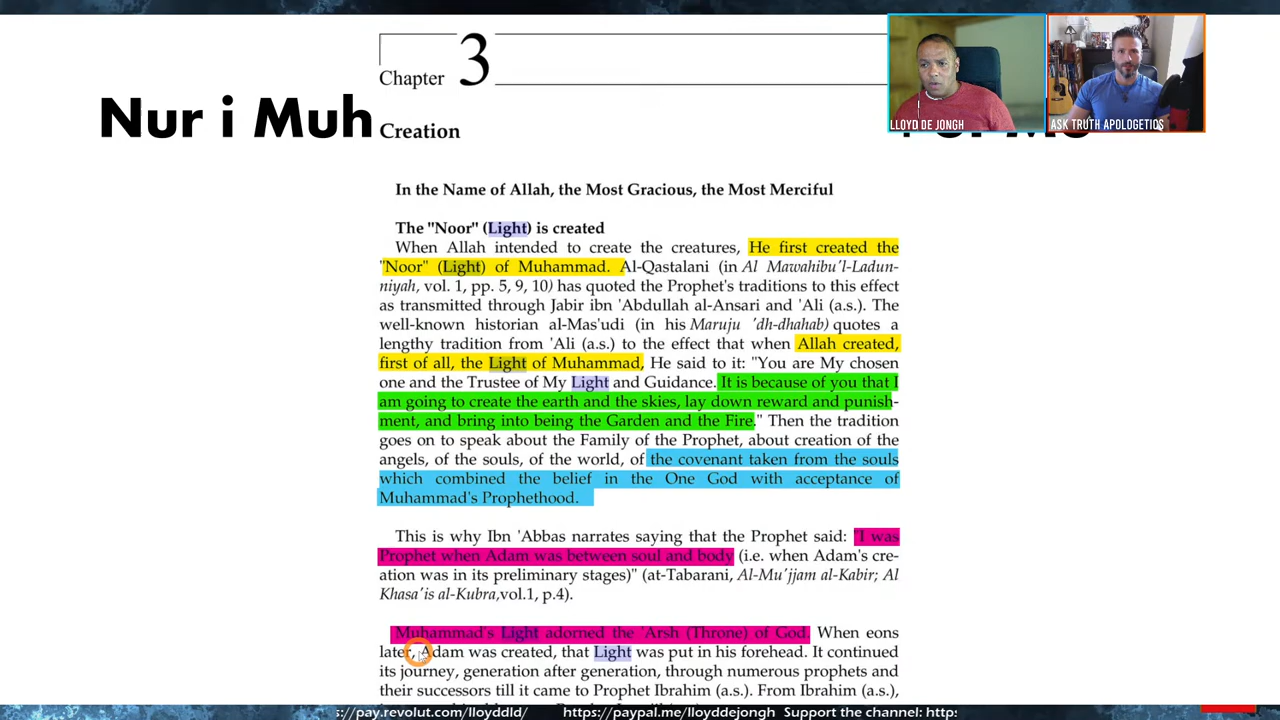 Chapter 3
LLOYD DE JONGH
ASK TRUTH APOLOGETICS
Nur i Muh
Creation
In the Name of Allah, the Most Gracious, the Most Merciful
The "Noor" (Light) is created
When Allah intended to create the creatures, He first created the
"Noor" (Light) of Muhammad. Al-Qastalani (in Al Mawahibu'l-Ladun-
niyah, vol. 1, pp. 5, 9, 10) has quoted the Prophet's traditions to this effect
as transmitted through Jabir ibn 'Abdullah al-Ansari and 'Ali (a.s.). The
well-known historian al-Mas'udi (in his Maruju 'dh-dhahab) quotes a
lengthy tradition from 'Ali (a.s.) to the effect that when Allah created,
first of all, the Light of Muhammad, He said to it: "You are My chosen
one and the Trustee of My Light and Guidance. It is because of you that I
am going to create the earth and the skies, lay down reward and punish-
ment, and bring into being the Garden and the Fire." Then the tradition
goes on to speak about the Family of the Prophet, about creation of the
angels, of the souls, of the world, of the covenant taken from the souls
which combined the belief in the One God with acceptance of
Muhammad's Prophethood.
This is why Ibn 'Abbas narrates saying that the Prophet said: "I was
Prophet when Adam was between soul and body (i.e. when Adam's cre-
ation was in its preliminary stages)" (at-Tabarani, Al-Mu'jjam al-Kabir; Al
Khasa'is al-Kubra,vol.1, p.4).
Muhammad's Light adorned the 'Arsh (Throne) of God. When eons
later, Adam was created, that Light was put in his forehead. It continued
its journey, generation after generation, through numerous prophets and
their successors till it came to Prophet Ibrahim (a.s.). From Ibrahim (a.s.),
s://pay.revolut.com/lloyddld/ https://paypal.me/lloyddejongh Support the channel: https: